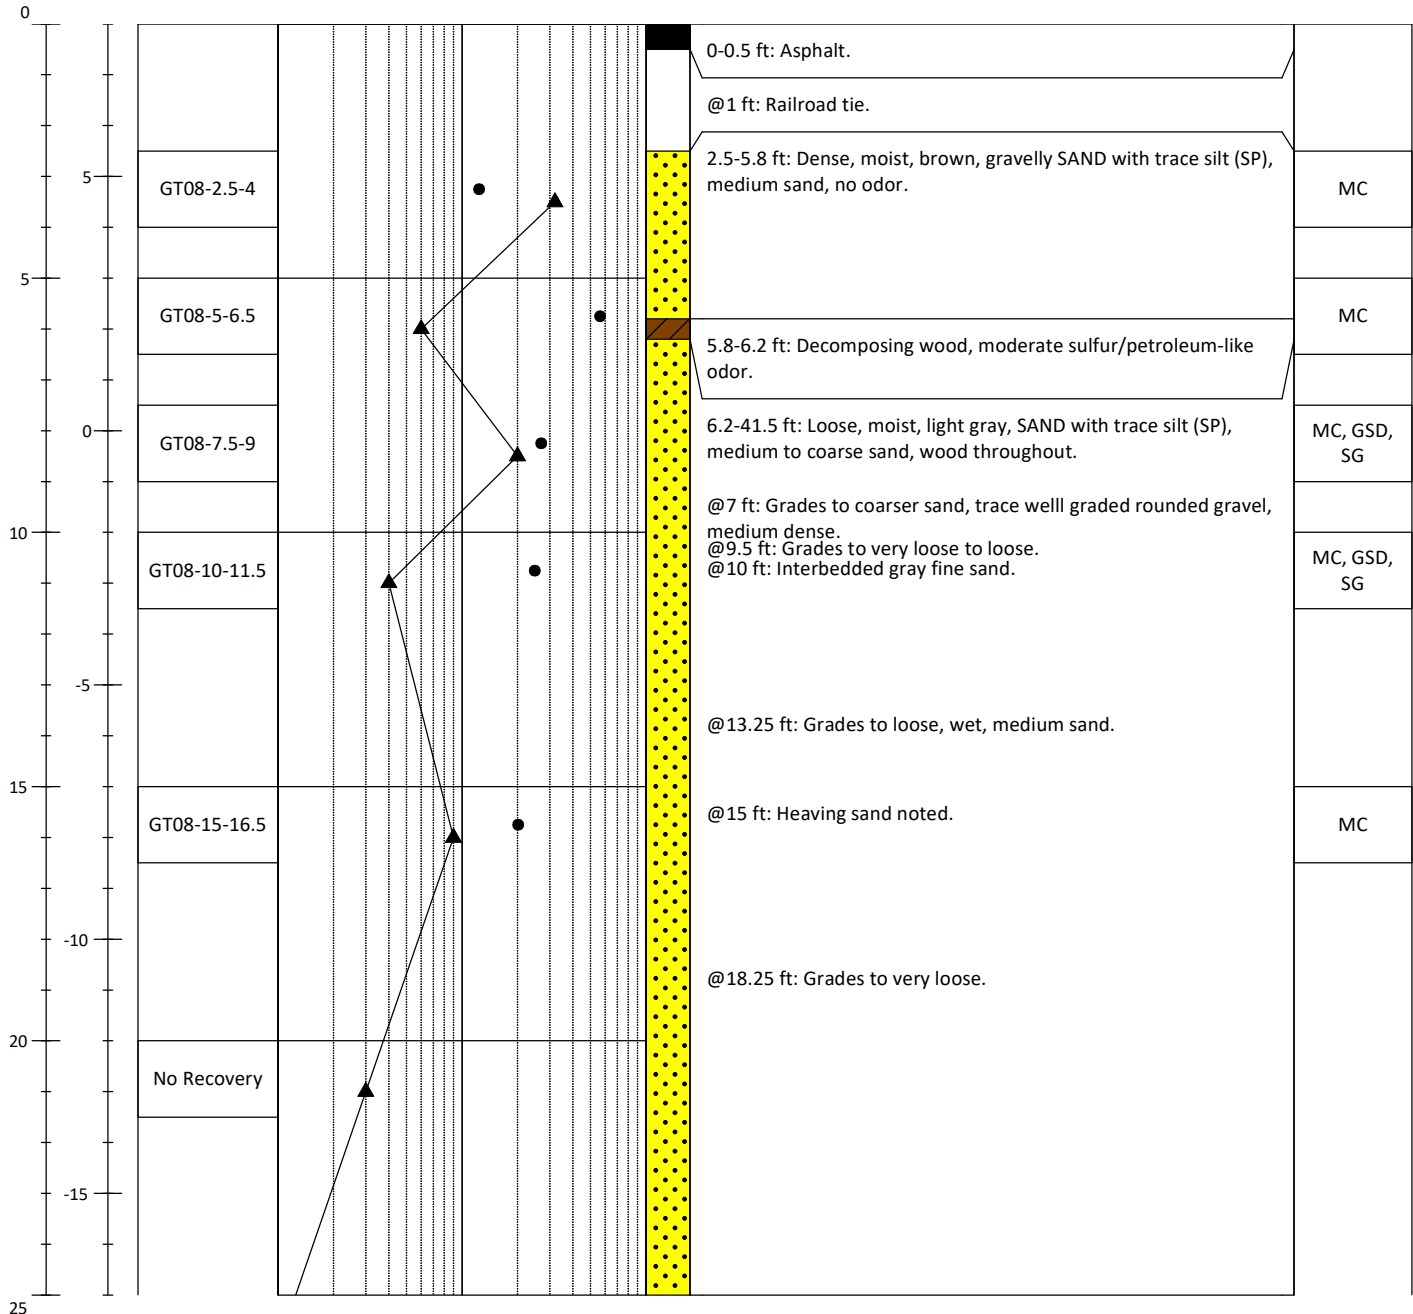 0
0-0.5 ft: Asphalt.
@1 ft: Railroad tie.
2.5-5.8 ft: Dense, moist, brown, gravelly SAND with trace silt (SP),
medium sand, no odor.
5
GT08-2.5-4
MC
5
GT08-5-6.5
MC
5.8-6.2 ft: Decomposing wood, moderate sulfur/petroleum-like
odor.
0
GT08-7.5-9
6.2-41.5 ft: Loose, moist, light gray, SAND with trace silt (SP),
medium to coarse sand, wood throughout.
MC, GSD,
SG
@7 ft: Grades to coarser sand, trace welll graded rounded gravel,
medium dense.
10
@9.5 ft: Grades to very loose to loose.
@10 ft: Interbedded gray fine sand.
GT08-10-11.5
MC, GSD,
SG
-5
@13.25 ft: Grades to loose, wet, medium sand.
15
@15 ft: Heaving sand noted.
GT08-15-16.5
MC
-10
@18.25 ft: Grades to very loose.
20
No Recovery
-15
25